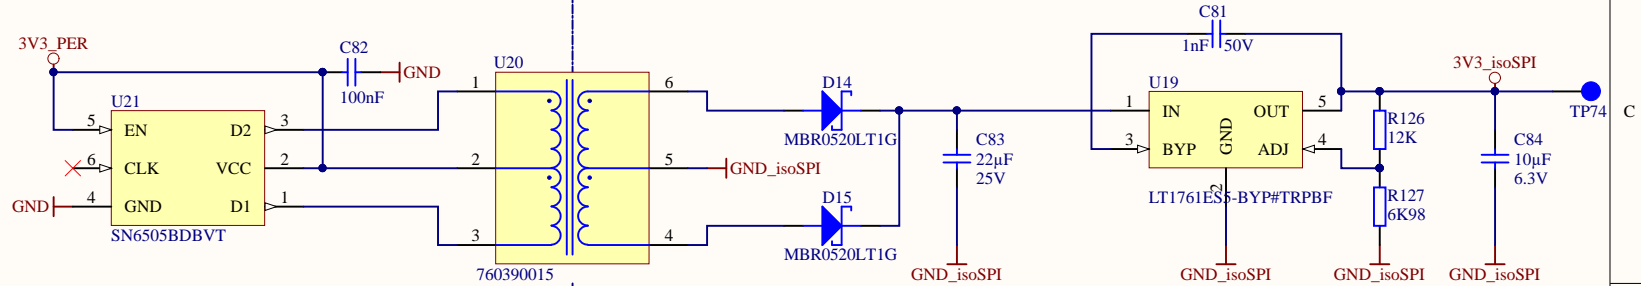 3V3_PER
C82
100nF
GND
U21
5 EN D2 3
6 CLK VCC 2
GND 4 GND D1 1
SN6505BDBVT
U20
1 6
2 5
3 4
760390015
GND_isoSPI
D14
MBR0520LT1G
D15
MBR0520LT1G
C83
22µF
25V
GND_isoSPI
C81
1nF 50V
U19
1 IN OUT 5
3 BYP ADJ 4
GND
2
LT1761ES5-BYP#TRPBF
GND_isoSPI
R126
12K
R127
6K98
GND_isoSPI
3V3_isoSPI
C84
10µF
6.3V
GND_isoSPI
TP74
C